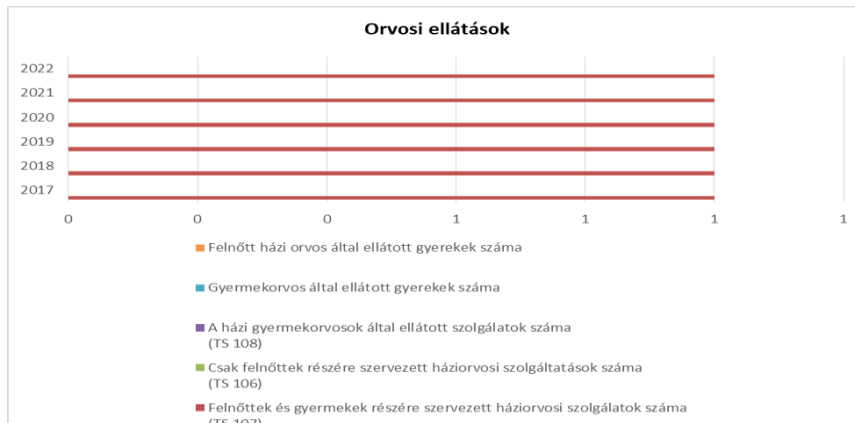 Orvosi ellátások
2022
2021
2020
2019
2018
2017
0 0 0 1 1 1 1
Felnőtt házi orvos által ellátott gyerekek száma
Gyermekorvos által ellátott gyerekek száma
A házi gyermekorvosok által ellátott szolgálatok száma
(TS 108)
Csak felnőttek részére szervezett háziorvosi szolgáltatások száma
(TS 106)
Felnőttek és gyermekek részére szervezett háziorvosi szolgálatok száma
(TS 107)